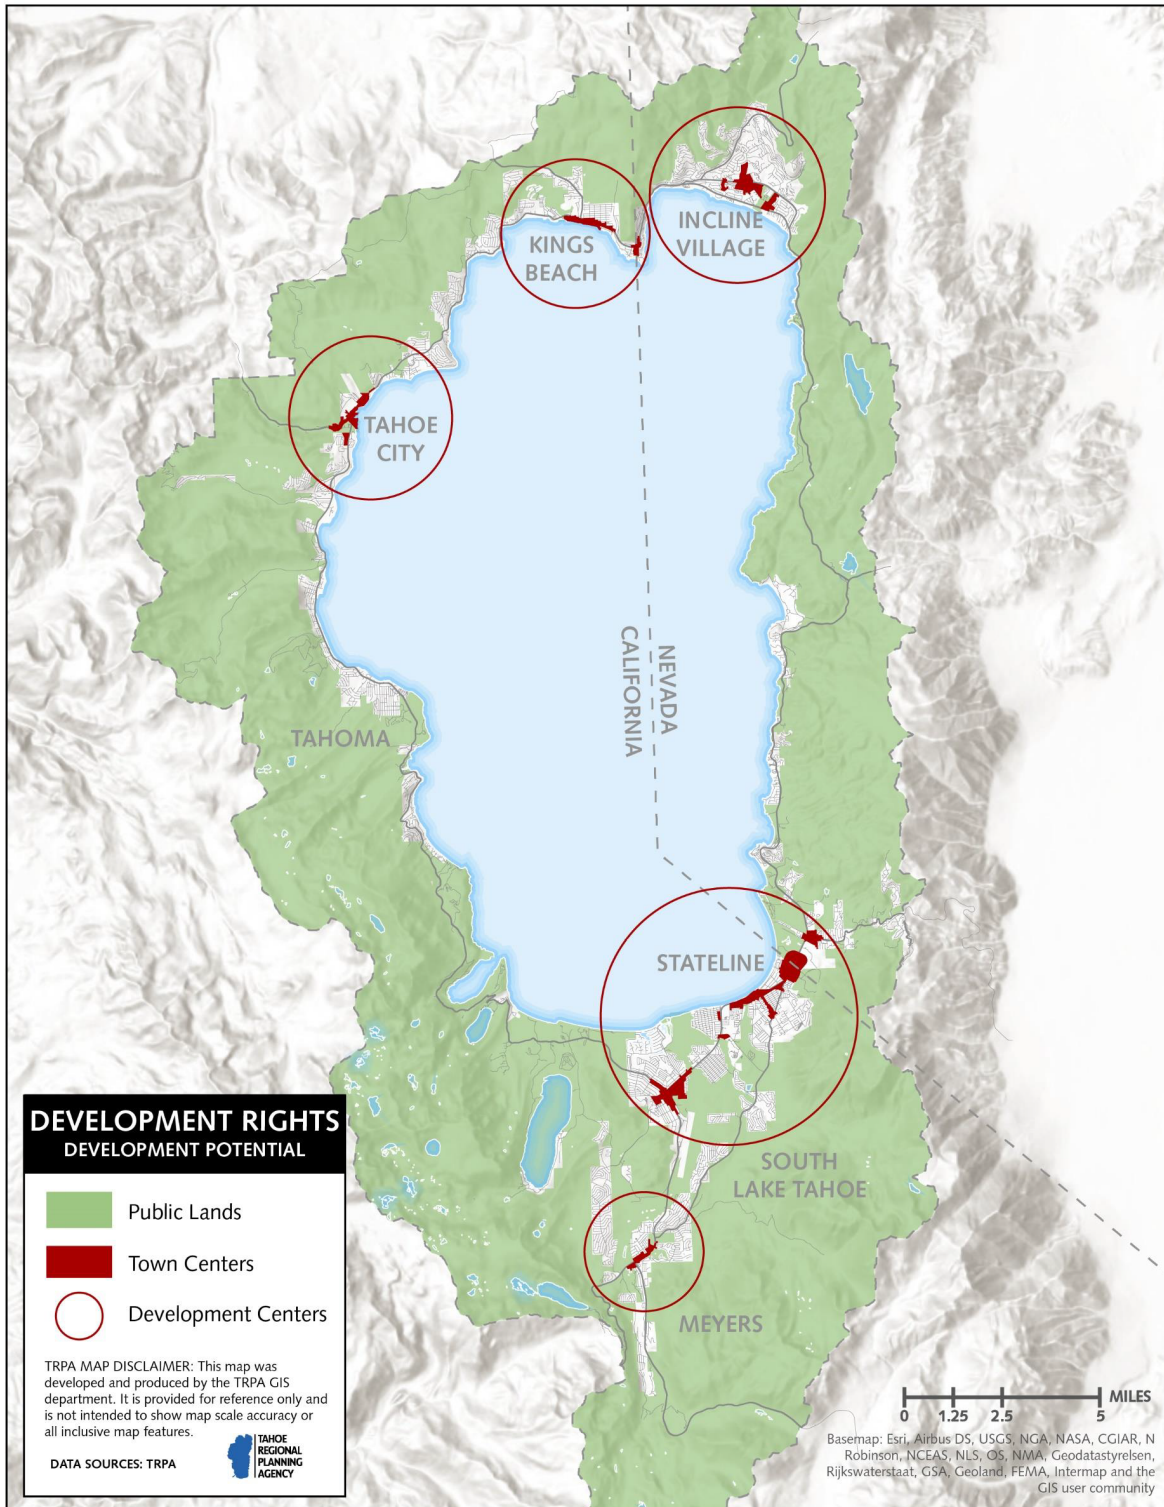 INCLINE
VILLAGE
KINGS
BEACH
TAHOE
CITY
NEVADA
CALIFORNIA
TAHOMA
STATELINE
SOUTH
LAKE TAHOE
MEYERS
DEVELOPMENT RIGHTS
DEVELOPMENT POTENTIAL
Public Lands
Town Centers
Development Centers
TRPA MAP DISCLAIMER: This map was
developed and produced by the TRPA GIS
department. It is provided for reference only and
is not intended to show map scale accuracy or
all inclusive map features.
DATA SOURCES: TRPA
TAHOE
REGIONAL
PLANNING
AGENCY
MILES
0 1.25 2.5 5
Basemap: Esri, Airbus DS, USGS, NGA, NASA, CGIAR, N
Robinson, NCEAS, NLS, OS, NMA, Geodatastyrelsen,
Rijkswaterstaat, GSA, Geoland, FEMA, Intermap and the
GIS user community